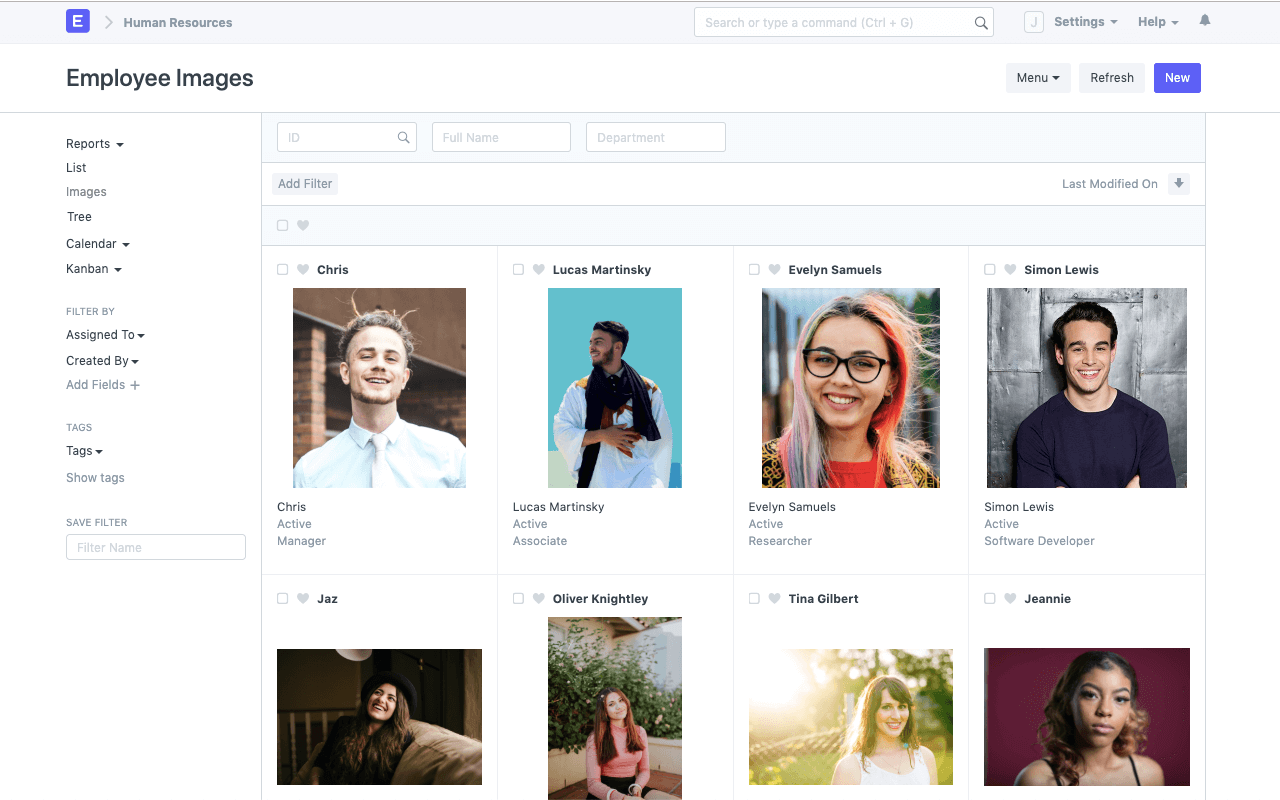 E Human Resources Search or type a command (Ctrl + G) J Settings Help
Employee Images Menu Refresh New
Reports
List
Images
Tree
Calendar
Kanban
FILTER BY
Assigned To
Created By
Add Fields +
TAGS
Tags
Show tags
SAVE FILTER
Filter Name
ID Full Name Department
Add Filter Last Modified On
Chris Lucas Martinsky Evelyn Samuels Simon Lewis
Chris Lucas Martinsky Evelyn Samuels Simon Lewis
Active Active Active Active
Manager Associate Researcher Software Developer
Jaz Oliver Knightley Tina Gilbert Jeannie